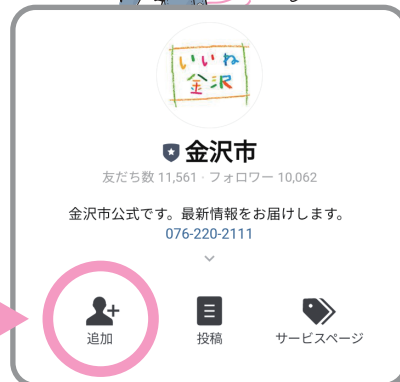 いいね
金沢
金沢市
友だち数 11,561 · フォロワー 10,062
金沢市公式です。最新情報をお届けします。
076-220-2111
追加
投稿
サービスページ